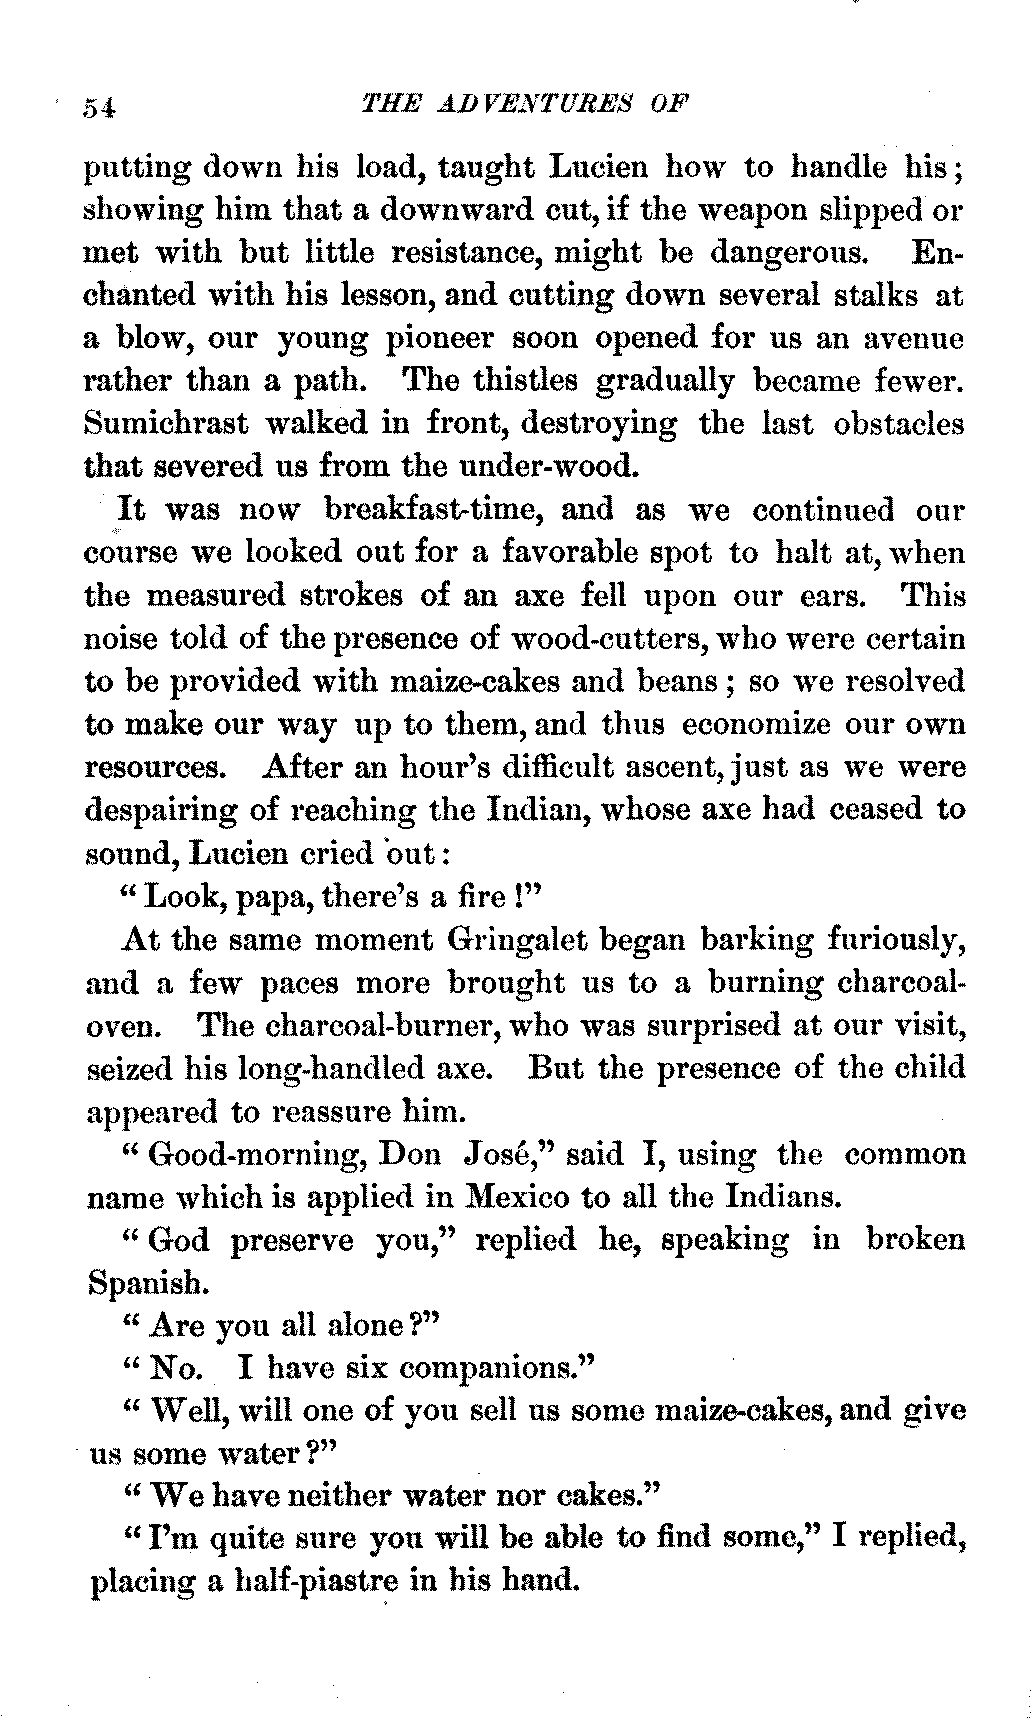 54 THE ADVENTURES OF
putting down his load, taught Lucien how to handle his;
showing him that a downward cut, if the weapon slipped or
met with but little resistance, might be dangerous. En-
chanted with his lesson, and cutting down several stalks at
a blow, our young pioneer soon opened for us an avenue
rather than a path. The thistles gradually became fewer.
Sumichrast walked in front, destroying the last obstacles
that severed us from the under-wood.
It was now breakfast-time, and as we continued our
course we looked out for a favorable spot to halt at, when
the measured strokes of an axe fell upon our ears. This
noise told of the presence of wood-cutters, who were certain
to be provided with maize-cakes and beans; so we resolved
to make our way up to them, and thus economize our own
resources. After an hour's difficult ascent, just as we were
despairing of reaching the Indian, whose axe had ceased to
sound, Lucien cried out:
"Look, papa, there's a fire!"
At the same moment Gringalet began barking furiously,
and a few paces more brought us to a burning charcoal-
oven. The charcoal-burner, who was surprised at our visit,
seized his long-handled axe. But the presence of the child
appeared to reassure him.
"Good-morning, Don José," said I, using the common
name which is applied in Mexico to all the Indians.
"God preserve you," replied he, speaking in broken
Spanish.
"Are you all alone?"
"No. I have six companions."
"Well, will one of you sell us some maize-cakes, and give
us some water?"
"We have neither water nor cakes."
"I'm quite sure you will be able to find some," I replied,
placing a half-piastre in his hand.